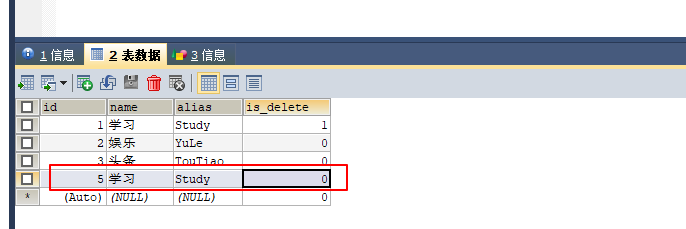 1 信息 2 表数据 3 信息
id name alias is_delete
1 学习 Study 1
2 娱乐 YuLe 0
3 头条 TouTiao 0
5 学习 Study 0
* (Auto) (NULL) (NULL) 0